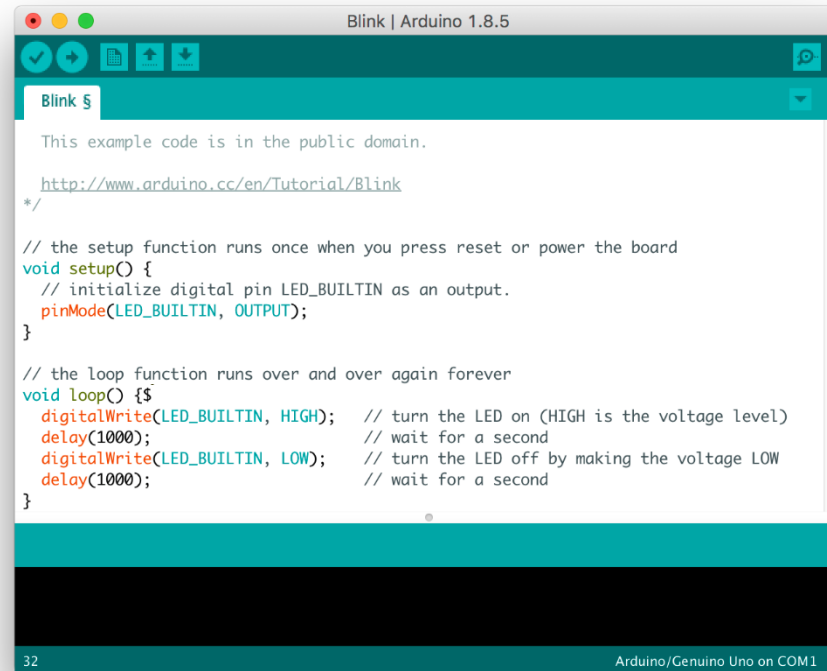 Blink | Arduino 1.8.5
Blink §
This example code is in the public domain.
http://www.arduino.cc/en/Tutorial/Blink
*/
// the setup function runs once when you press reset or power the board
void setup() {
  // initialize digital pin LED_BUILTIN as an output.
  pinMode(LED_BUILTIN, OUTPUT);
}
// the loop function runs over and over again forever
void loop() {$
  digitalWrite(LED_BUILTIN, HIGH);   // turn the LED on (HIGH is the voltage level)
  delay(1000);                       // wait for a second
  digitalWrite(LED_BUILTIN, LOW);    // turn the LED off by making the voltage LOW
  delay(1000);                       // wait for a second
}
32 Arduino/Genuino Uno on COM1